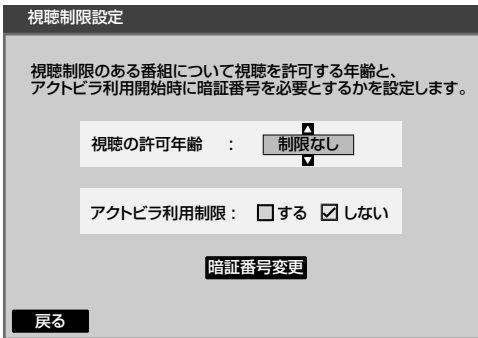 視聴制限設定
視聴制限のある番組について視聴を許可する年齢と、
アクトビラ利用開始時に暗証番号を必要とするかを設定します。
視聴の許可年齢 : 制限なし
アクトビラ利用制限 : する しない
暗証番号変更
戻る